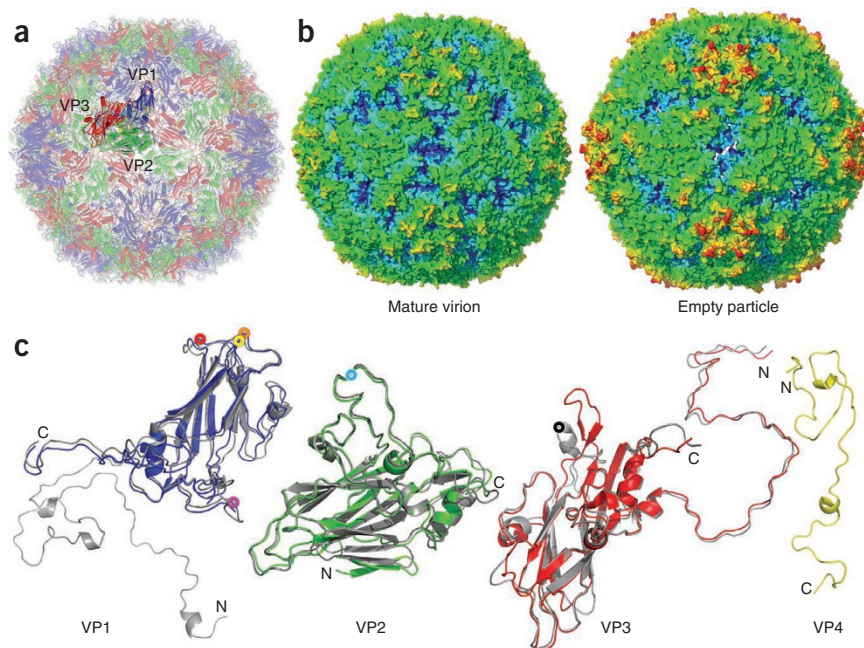 a
VP1
VP3
VP2
b
Mature virion
Empty particle
c
C
N
VP1
N
C
VP2
N
C
VP3
N
C
VP4